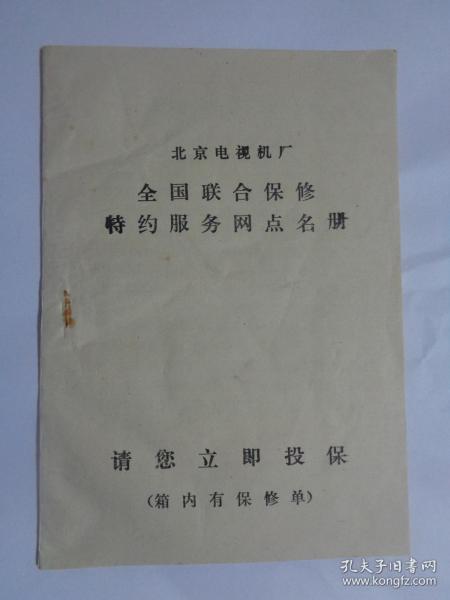 北京电视机厂
全国联合保修
特约服务网点名册
请您立即投保
(箱内有保修单)
孔夫子旧书网
www.kongfz.com